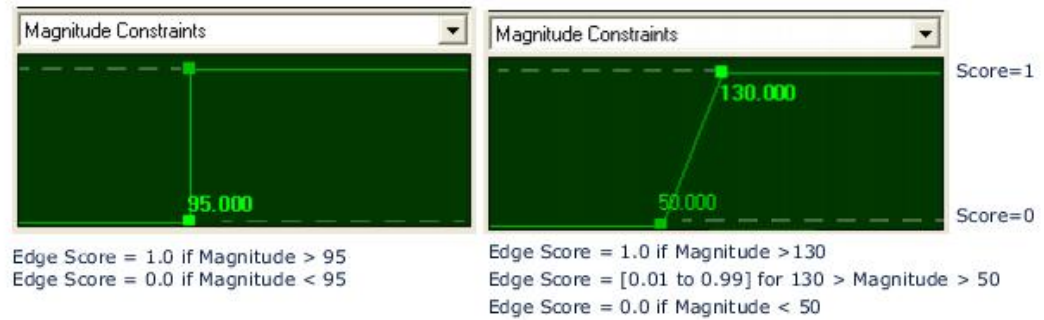 Magnitude Constraints
95.000
Edge Score = 1.0 if Magnitude > 95
Edge Score = 0.0 if Magnitude < 95
Magnitude Constraints
Score=1
130.000
50.000
Score=0
Edge Score = 1.0 if Magnitude >130
Edge Score = [0.01 to 0.99] for 130 > Magnitude > 50
Edge Score = 0.0 if Magnitude < 50